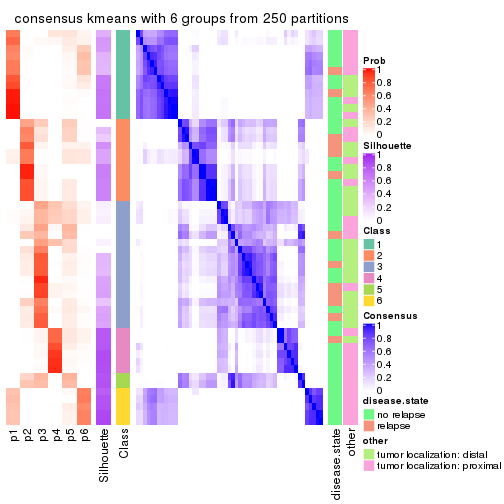 consensus kmeans with 6 groups from 250 partitions
Prob
1
0.8
0.6
0.4
0.2
0
Silhouette
1
0.8
0.6
0.4
0.2
0
Class
1
2
3
4
5
6
Consensus
1
0.8
0.6
0.4
0.2
0
disease.state
no relapse
relapse
other
tumor localization: distal
tumor localization: proximal
p1
p2
p3
p4
p5
p6
Silhouette
Class
disease.state
other